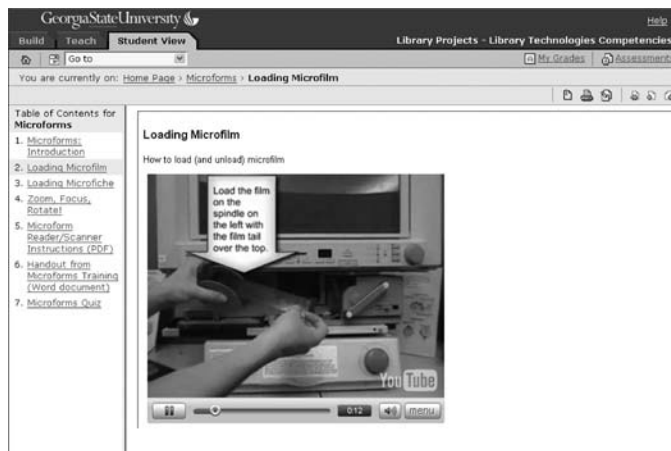 GeorgiaStateUniversity
Help
Build Teach Student View
Library Projects - Library Technologies Competencies
Go to
My Grades Assessments
You are currently on: Home Page › Microforms › Loading Microfilm
Table of Contents for
Microforms
1. Microforms:
Introduction
2. Loading Microfilm
3. Loading Microfiche
4. Zoom, Focus,
Rotate!
5. Microform
Reader/Scanner
Instructions (PDF)
6. Handout from
Microforms Training
(Word document)
7. Microforms Quiz
Loading Microfilm
How to load (and unload) microfilm
Load the film
on the
spindle on
the left with
the film tail
over the top.
YouTube
0:12 menu